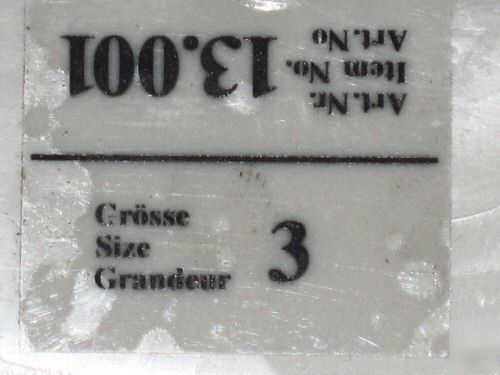 Art.Nr.
Item No. 13.001
Art.No
Grösse
Size 3
Grandeur